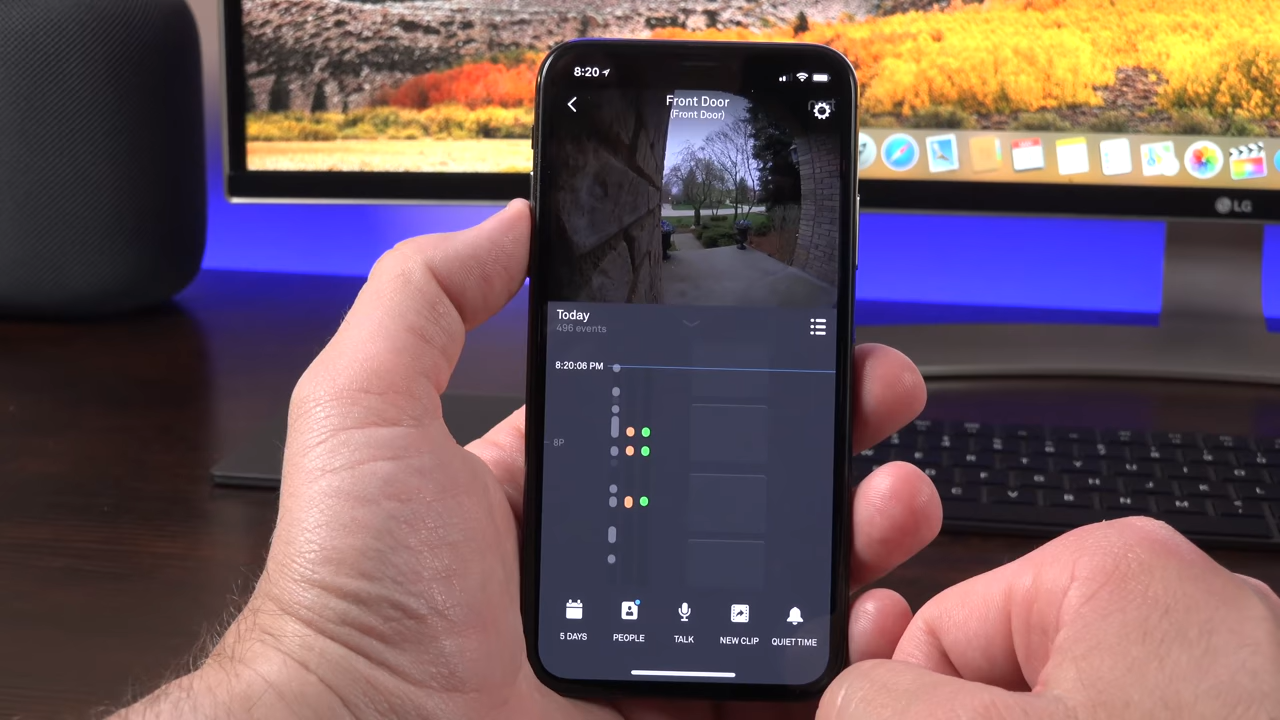 8:20
Front Door
(Front Door)
nest
Today
496 events
8:20:06 PM
8P
5 DAYS
PEOPLE
TALK
NEW CLIP
QUIET TIME
LG